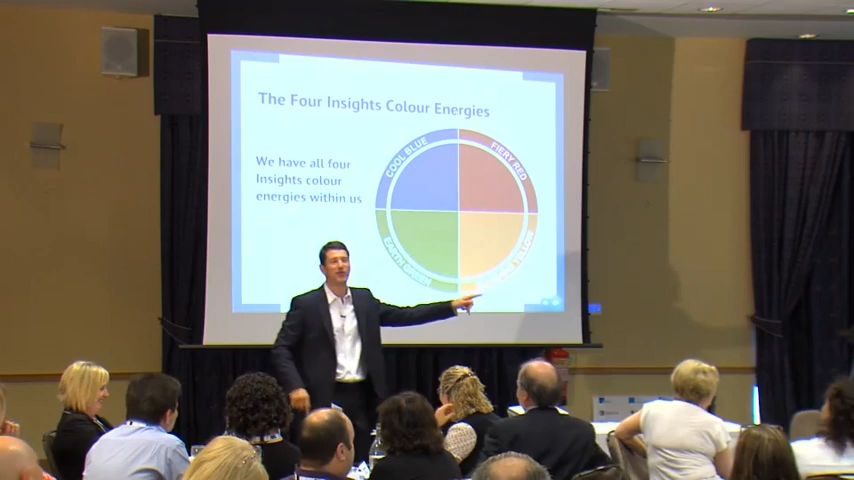 The Four Insights Colour Energies
We have all four
Insights colour
energies within us
COOL BLUE
FIERY RED
EARTH GREEN
YELLOW